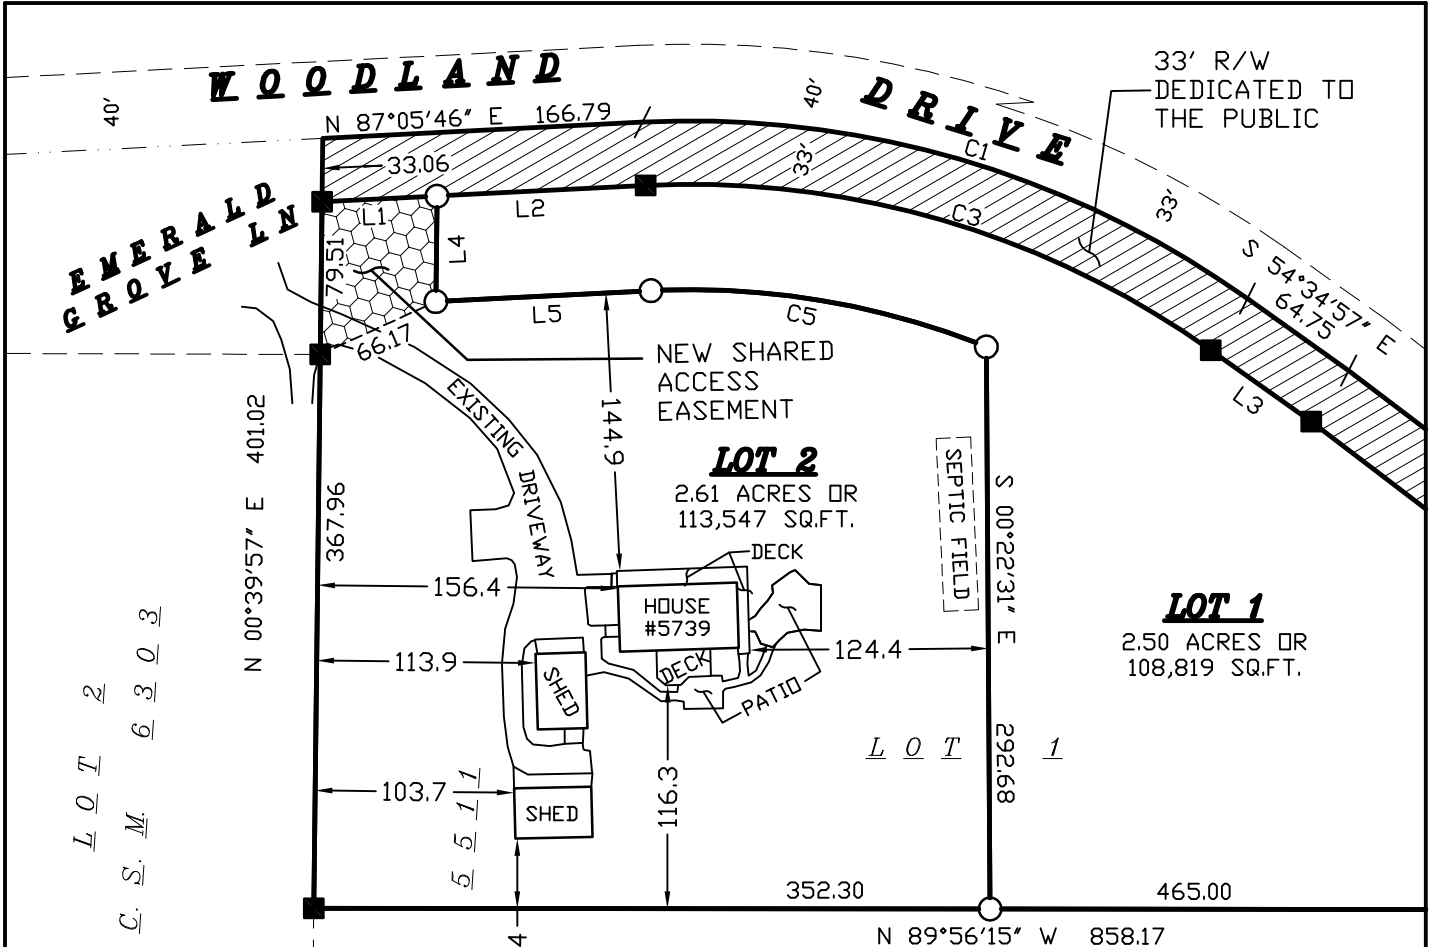 WOODLAND DRIVE
33' R/W
DEDICATED TO
THE PUBLIC
40'
40'
N 87°05'46" E 166.79
C1
33'
33'
33.06
L1
L2
C3
EMERALD
GROVE LN
79.51
L4
S 54°34'57" E
64.75
L5
C5
66.17
NEW SHARED
ACCESS
EASEMENT
L3
EXISTING DRIVEWAY
144.9
N 00°39'57" E 401.02
367.96
LOT 2
2.61 ACRES OR
113,547 SQ.FT.
SEPTIC FIELD
S 00°22'31" E
292.68
DECK
156.4
HOUSE
#5739
LOT 1
2.50 ACRES OR
108,819 SQ.FT.
113.9
SHED
DECK
124.4
PATIO
LOT 2
C.S.M. 6303
LOT 1
5511
103.7
SHED
116.3
4
352.30
465.00
N 89°56'15" W 858.17